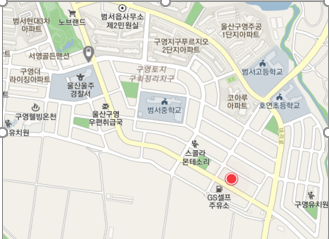 범서현대3차
아파트
노브랜드
범서읍사무소
제2민원실
울산구영주공
1단지아파트
구영지구푸르지오
2단지아파트
서영골든맨션
구영토지
구획정리지구
범서고등학교
구영더
라이징아파트
울산울주
경찰서
코아루
아파트
호연초등학교
범서중학교
구영웰빙온천
울산구영
우편취급국
유치원
스콜라
몬테소리
GS셀프
주유소
구영유치원